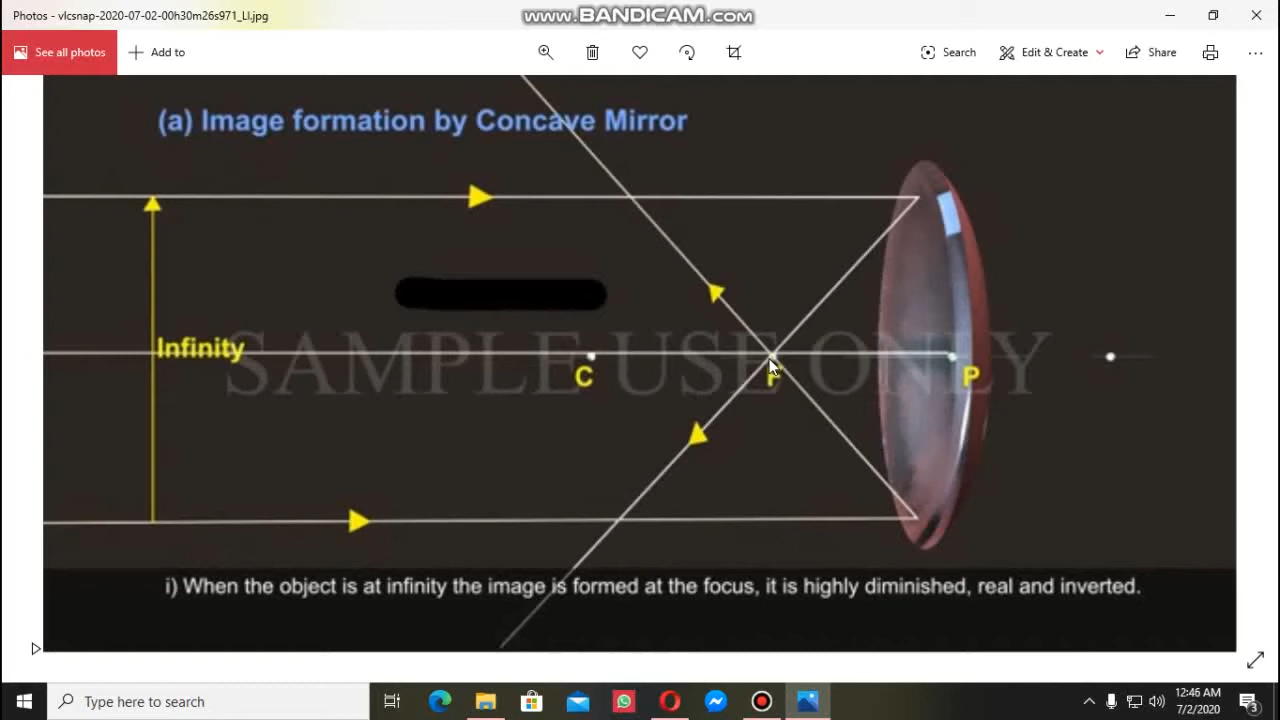 Photos - vlcsnap-2020-07-02-00h30m26s971_LI.jpg
www.BANDICAM.com
See all photos
Add to
Search
Edit & Create
Share
(a) Image formation by Concave Mirror
Infinity
SAMPLE USE ONLY
C
F
P
i) When the object is at infinity the image is formed at the focus, it is highly diminished, real and inverted.
Type here to search
12:46 AM
7/2/2020
3